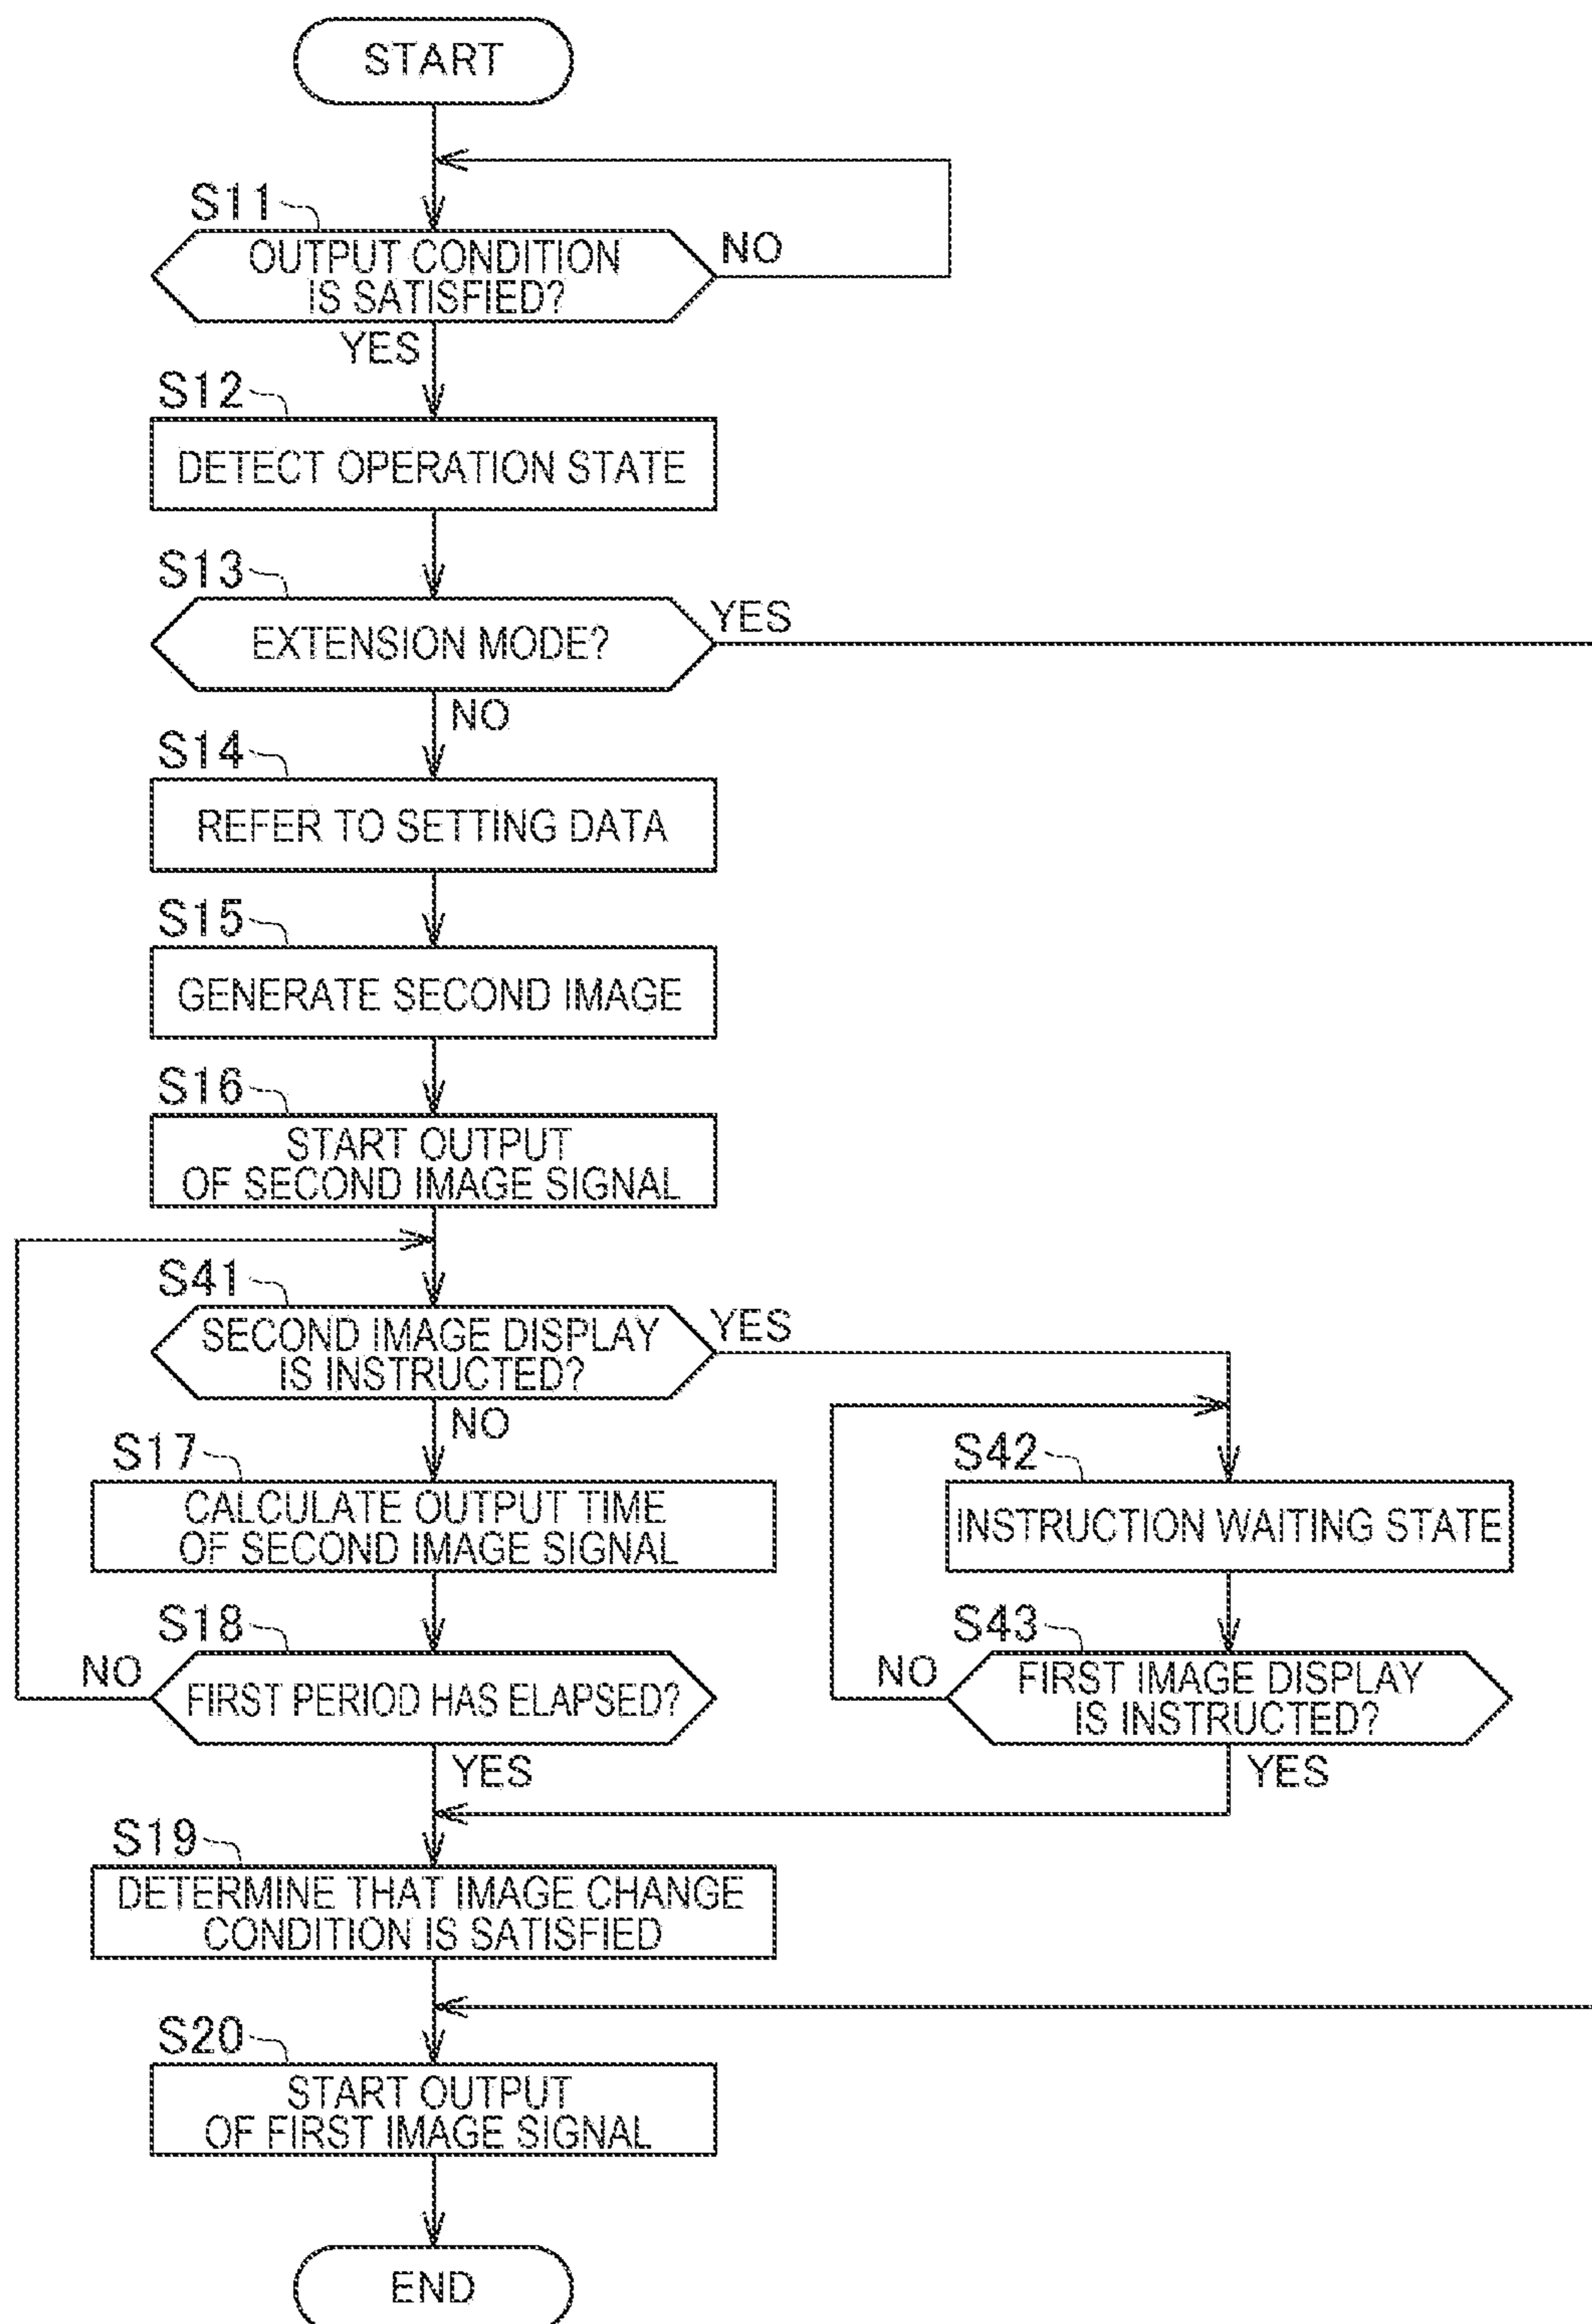 START
S11
OUTPUT CONDITION
IS SATISFIED?
NO
YES
S12
DETECT OPERATION STATE
S13
EXTENSION MODE?
YES
NO
S14
REFER TO SETTING DATA
S15
GENERATE SECOND IMAGE
S16
START OUTPUT
OF SECOND IMAGE SIGNAL
S41
SECOND IMAGE DISPLAY
IS INSTRUCTED?
YES
NO
S17
CALCULATE OUTPUT TIME
OF SECOND IMAGE SIGNAL
S42
INSTRUCTION WAITING STATE
S18
NO
FIRST PERIOD HAS ELAPSED?
YES
S43
NO
FIRST IMAGE DISPLAY
IS INSTRUCTED?
YES
S19
DETERMINE THAT IMAGE CHANGE
CONDITION IS SATISFIED
S20
START OUTPUT
OF FIRST IMAGE SIGNAL
END